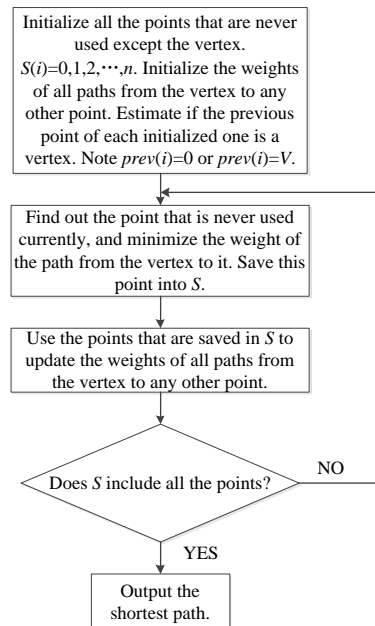 Initialize all the points that are never
used except the vertex.
S(i)=0,1,2,⋯,n. Initialize the weights
of all paths from the vertex to any
other point. Estimate if the previous
point of each initialized one is a
vertex. Note prev(i)=0 or prev(i)=V.
Find out the point that is never used
currently, and minimize the weight of
the path from the vertex to it. Save this
point into S.
Use the points that are saved in S to
update the weights of all paths from
the vertex to any other point.
Does S include all the points?
NO
YES
Output the
shortest path.